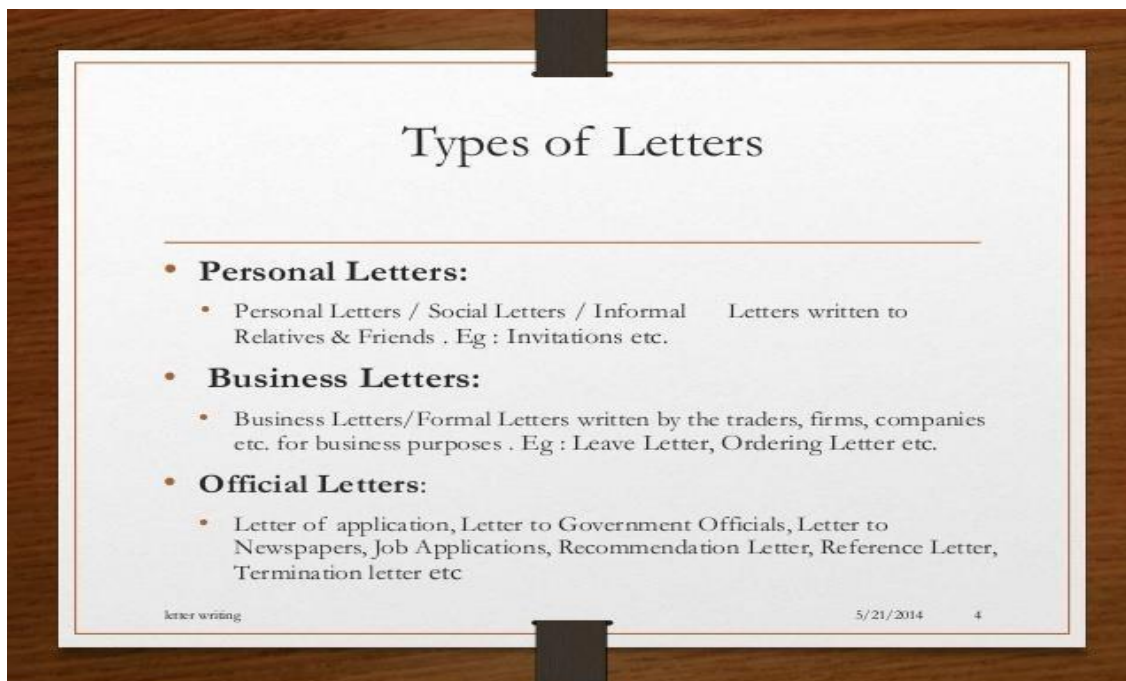 Types of Letters
• Personal Letters:
• Personal Letters / Social Letters / Informal Letters written to
Relatives & Friends . Eg : Invitations etc.
• Business Letters:
• Business Letters/Formal Letters written by the traders, firms, companies
etc. for business purposes . Eg : Leave Letter, Ordering Letter etc.
• Official Letters:
• Letter of application, Letter to Government Officials, Letter to
Newspapers, Job Applications, Recommendation Letter, Reference Letter,
Termination letter etc
letter writing 5/21/2014 4